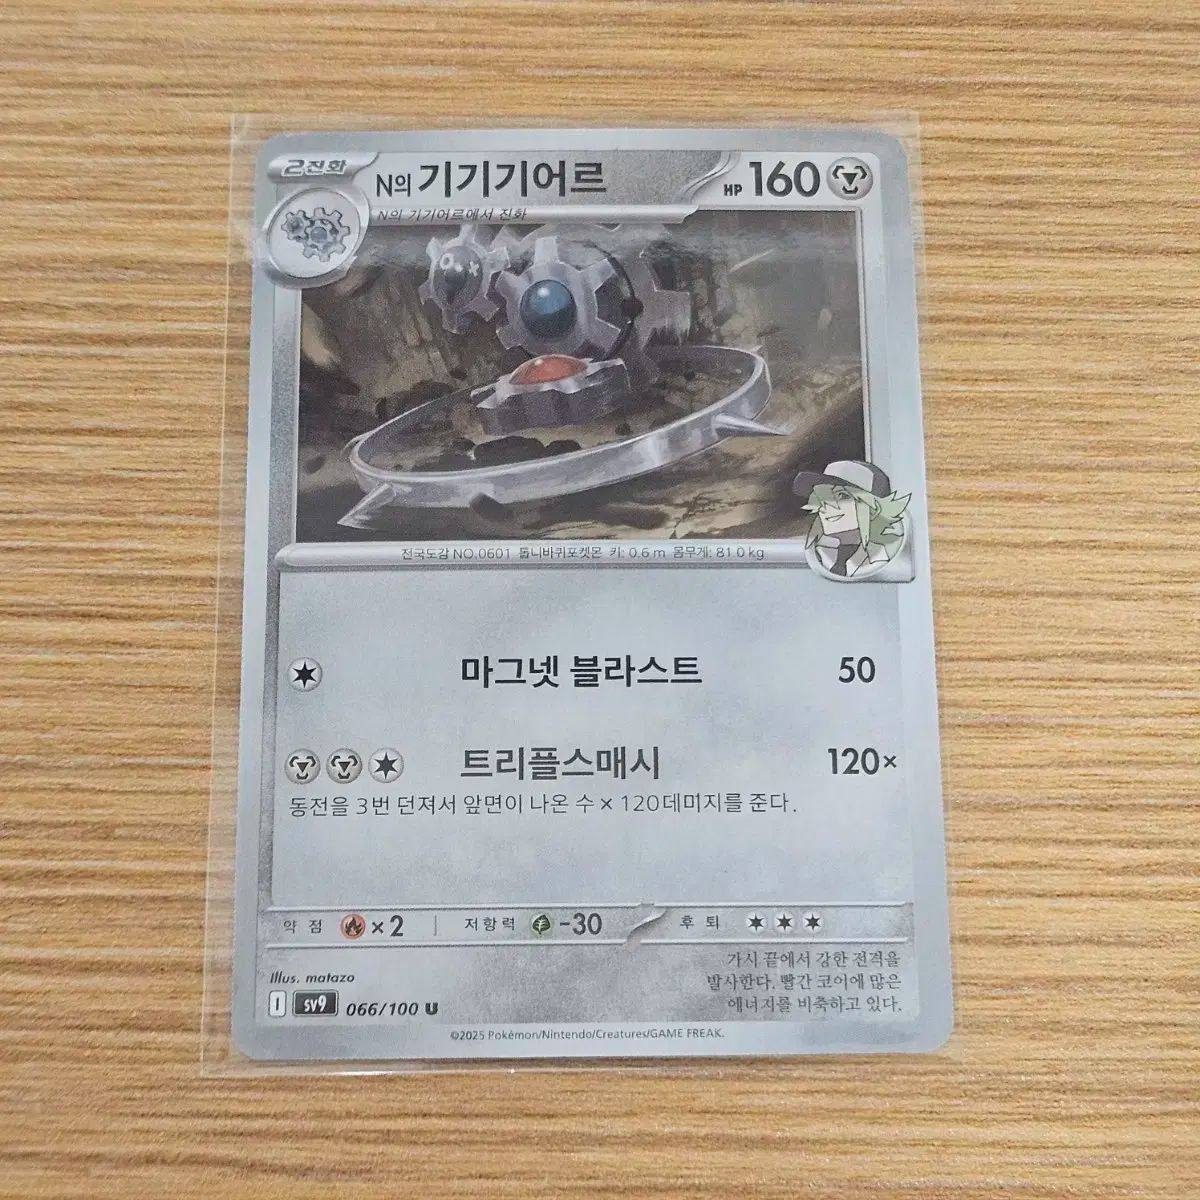 2진화
N의 기기기어르 HP 160
N의 기기어르에서 진화
전국도감 NO.0601 톱니바퀴포켓몬 키: 0.6 m 몸무게: 81.0 kg
마그넷 블라스트 50
트리플스매시 120×
동전을 3번 던져서 앞면이 나온 수 × 120데미지를 준다.
약점 ×2 저항력 -30 후퇴
Illus. matazo
I sv9 066/100 U
가시 끝에서 강한 전격을
발사한다. 빨간 코어에 많은
에너지를 비축하고 있다.
©2025 Pokémon/Nintendo/Creatures/GAME FREAK.